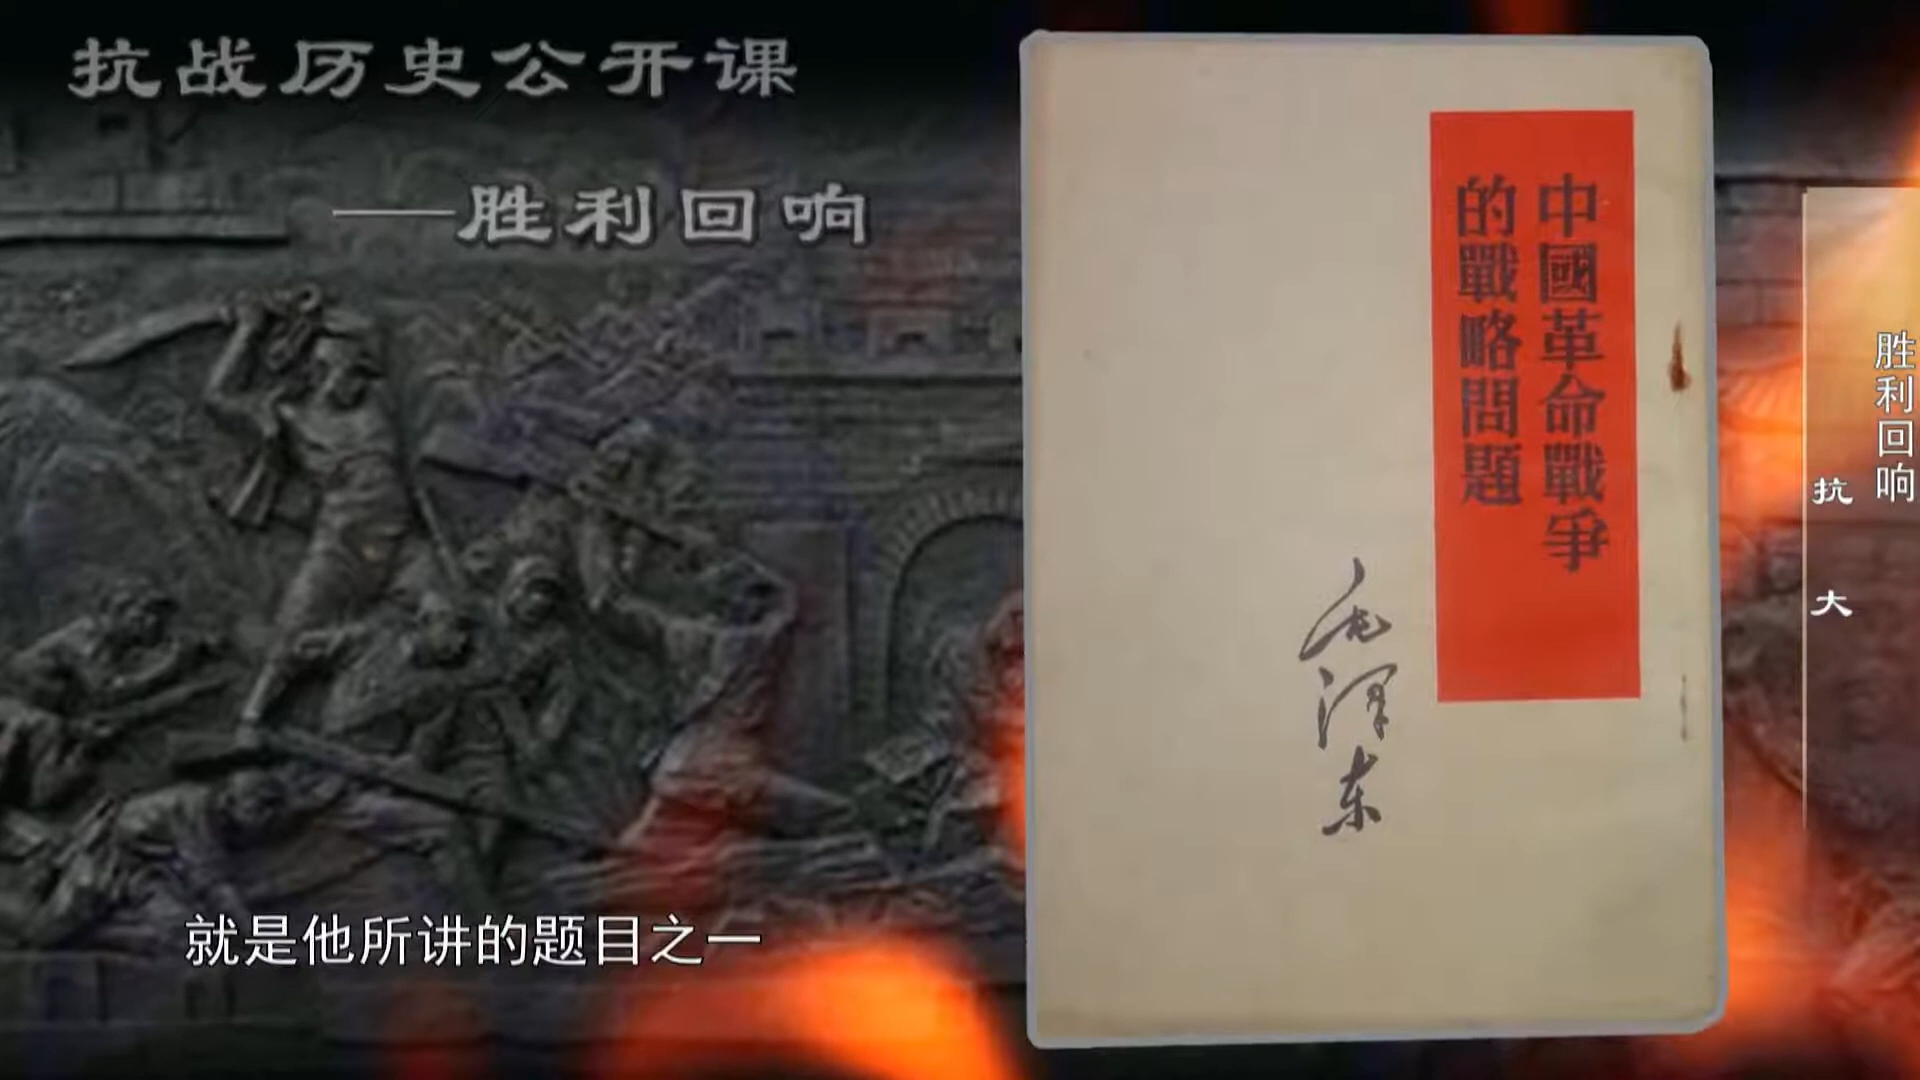 抗战历史公开课
——胜利回响
中國革命戰爭
的戰略問題
毛泽东
胜利回响
抗大
就是他所讲的题目之一